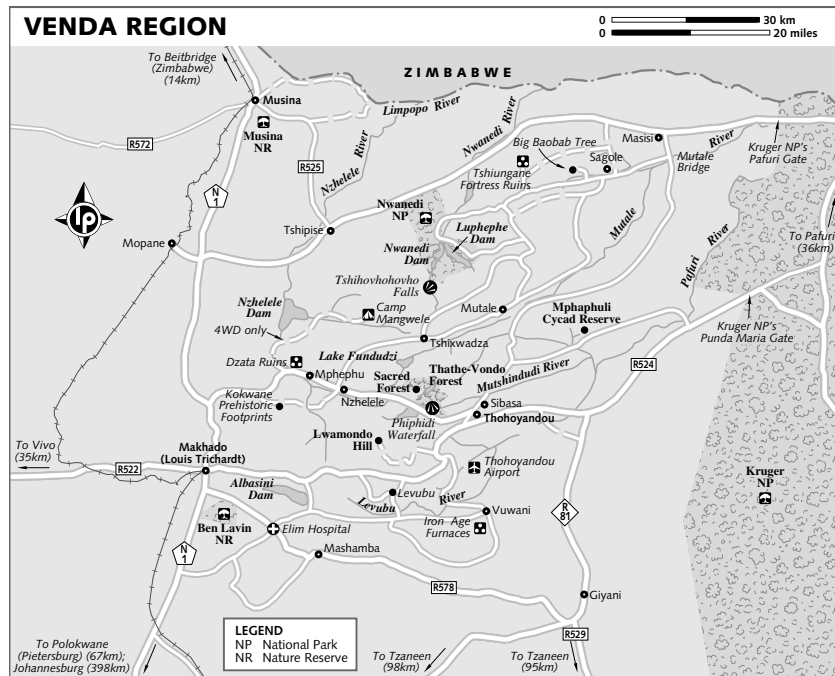 VENDA REGION
0 30 km
0 20 miles
To Beitbridge
(Zimbabwe)
(14km)
ZIMBABWE
Musina
Musina
NR
Limpopo River
Nwanedi River
Nzhelele River
R572
R525
N
1
Big Baobab Tree
Masisi
Sagole
Tshiungane
Fortress Ruins
Mutale
Bridge
River
Kruger NP's
Pafuri Gate
lp
Nwanedi
NP
Luphephe
Dam
Mutale
Pafuri River
To Pafuri
(36km)
Mopane
Tshipise
Nwanedi
Dam
Tshihovhohovho
Falls
Nzhelele
Dam
Camp
Mangwele
Mutale
Mphaphuli
Cycad Reserve
Kruger NP's
Punda Maria Gate
4WD only
Tshixwadza
Dzata Ruins
Lake Fundudzi
Thathe-Vondo
Forest
Mutshindudi River
R524
Mphephu
Sacred
Forest
Kokwane
Prehistoric
Footprints
Nzhelele
Sibasa
Thohoyandou
Phiphidi
Waterfall
Lwamondo
Hill
To Vivo
(35km)
Makhado
(Louis Trichardt)
R522
Thohoyandou
Airport
Kruger
NP
Albasini
Dam
Levubu
Levubu River
Vuwani
R
81
Ben Lavin
NR
Elim Hospital
Iron Age
Furnaces
N
1
Mashamba
R578
Giyani
LEGEND
NP National Park
NR Nature Reserve
To Polokwane
(Pietersburg) (67km);
Johannesburg (398km)
To Tzaneen
(98km)
To Tzaneen
(95km)
R529